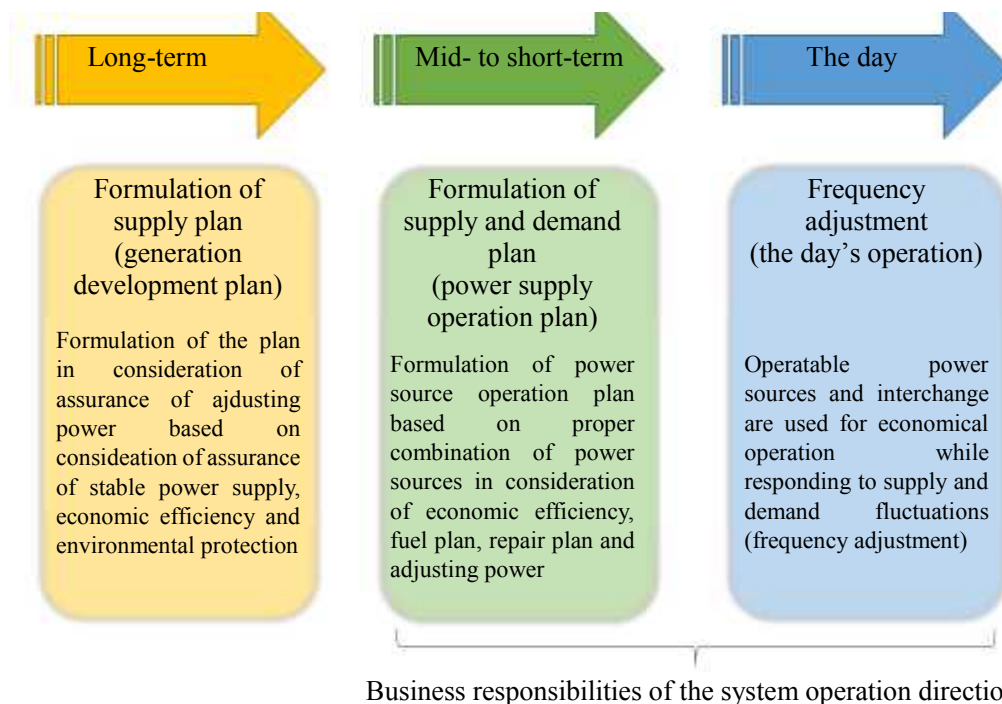 Long-term
Mid- to short-term
The day
Formulation of
supply plan
(generation
development plan)
Formulation of the plan
in consideration of
assurance of ajdusting
power based on
consideation of assurance
of stable power supply,
economic efficiency and
environmental protection
Formulation of
supply and demand
plan
(power supply
operation plan)
Formulation of power
source operation plan
based on proper
combination of power
sources in consideration
of economic efficiency,
fuel plan, repair plan and
adjusting power
Frequency
adjustment
(the day's operation)
Operatable power
sources and interchange
are used for economical
operation while
responding to supply and
demand fluctuations
(frequency adjustment)
Business responsibilities of the system operation directio